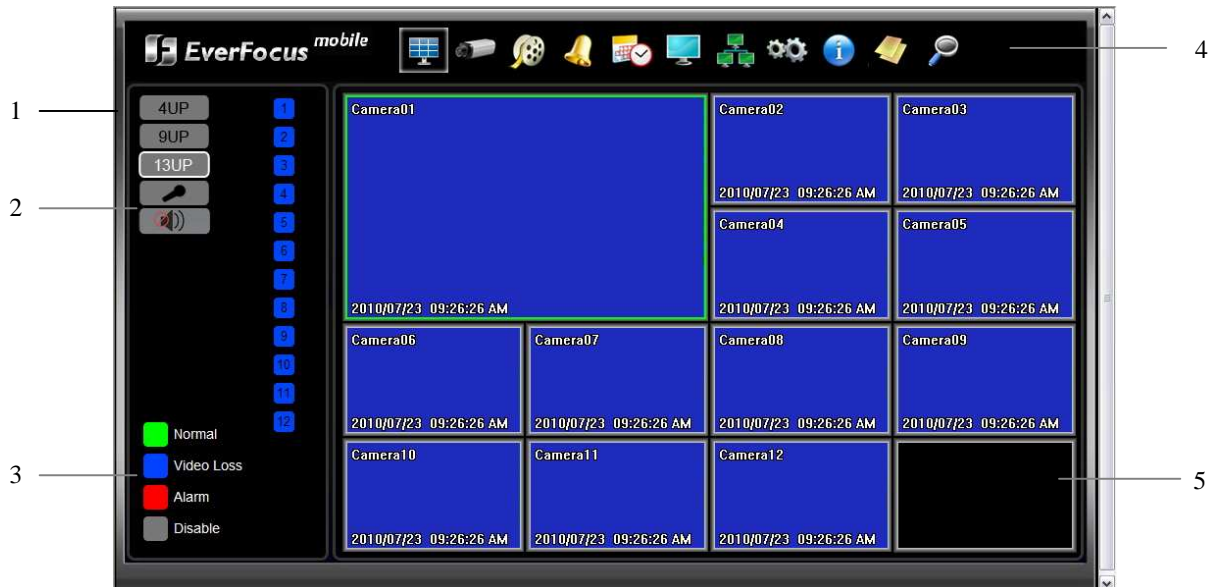 EverFocus mobile
4
1
4UP
1
9UP
2
13UP
3
2
4
5
6
7
8
9
10
11
12
Normal
3
Video Loss
Alarm
Disable
Camera01
2010/07/23 09:26:26 AM
Camera02
2010/07/23 09:26:26 AM
Camera03
2010/07/23 09:26:26 AM
Camera04
2010/07/23 09:26:26 AM
Camera05
2010/07/23 09:26:26 AM
Camera06
2010/07/23 09:26:26 AM
Camera07
2010/07/23 09:26:26 AM
Camera08
2010/07/23 09:26:26 AM
Camera09
2010/07/23 09:26:26 AM
Camera10
2010/07/23 09:26:26 AM
Camera11
2010/07/23 09:26:26 AM
Camera12
2010/07/23 09:26:26 AM
5